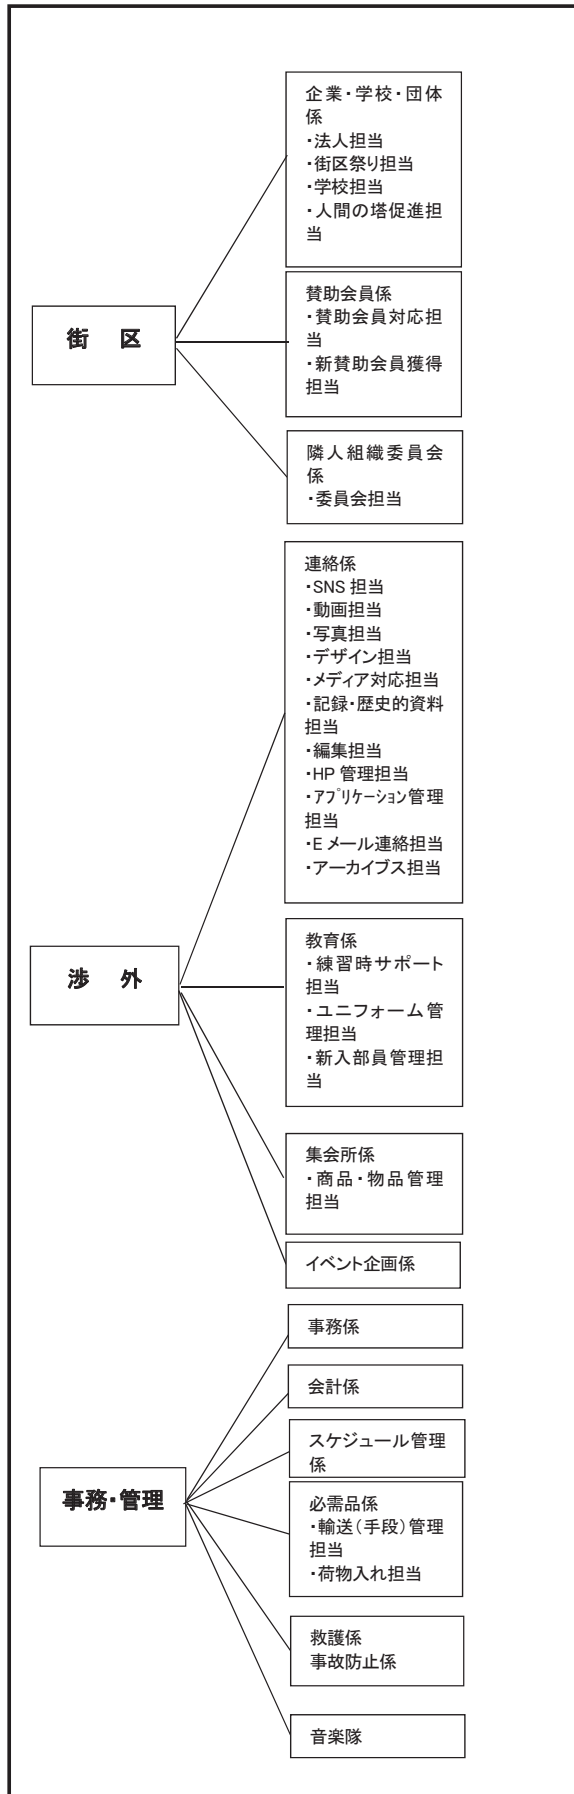 企業・学校・団体
係
・法人担当
・街区祭り担当
・学校担当
・人間の塔促進担
当
賛助会員係
・賛助会員対応担
当
・新賛助会員獲得
担当
街 区
隣人組織委員会
係
・委員会担当
連絡係
・SNS 担当
・動画担当
・写真担当
・デザイン担当
・メディア対応担当
・記録・歴史的資料
担当
・編集担当
・HP 管理担当
・アプリケーション管理
担当
・E メール連絡担当
・アーカイブス担当
渉 外
教育係
・練習時サポート
担当
・ユニフォーム管
理担当
・新入部員管理担
当
集会所係
・商品・物品管理
担当
イベント企画係
事務係
会計係
スケジュール管理
係
事務・管理
必需品係
・輸送(手段)管理
担当
・荷物入れ担当
救護係
事故防止係
音楽隊